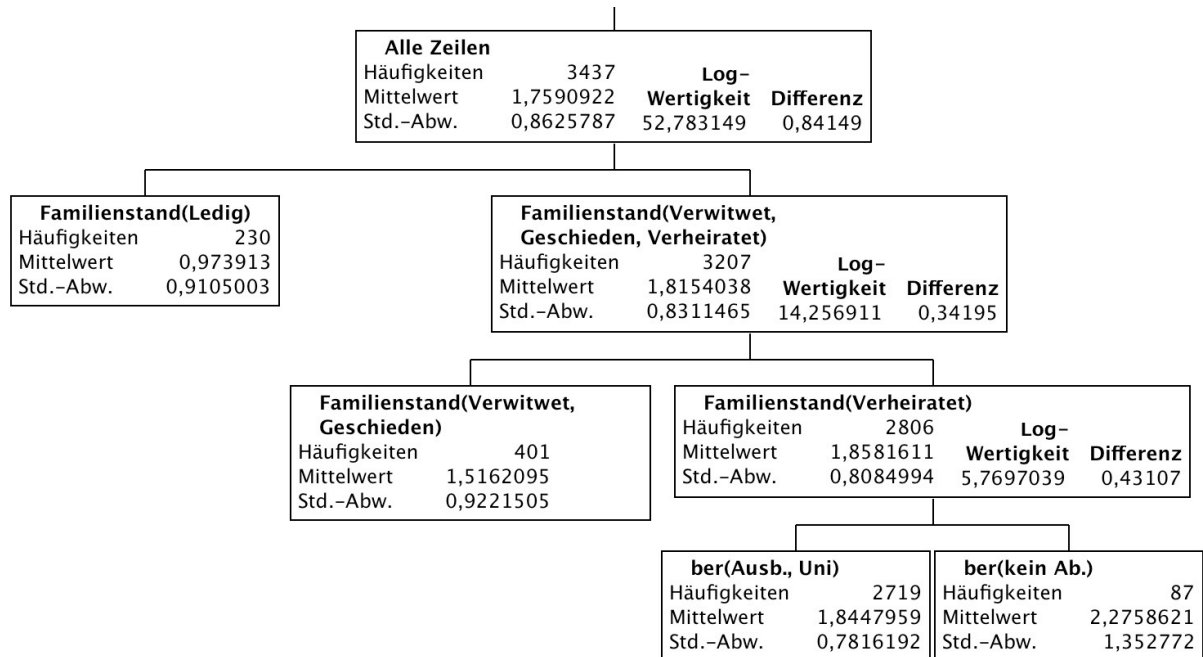 Alle Zeilen
Häufigkeiten 3437 Log-
Mittelwert 1,7590922 Wertigkeit Differenz
Std.-Abw. 0,8625787 52,783149 0,84149
Familienstand(Ledig)
Häufigkeiten 230
Mittelwert 0,973913
Std.-Abw. 0,9105003
Familienstand(Verwitwet,
Geschieden, Verheiratet)
Häufigkeiten 3207 Log-
Mittelwert 1,8154038 Wertigkeit Differenz
Std.-Abw. 0,8311465 14,256911 0,34195
Familienstand(Verwitwet,
Geschieden)
Häufigkeiten 401
Mittelwert 1,5162095
Std.-Abw. 0,9221505
Familienstand(Verheiratet)
Häufigkeiten 2806 Log-
Mittelwert 1,8581611 Wertigkeit Differenz
Std.-Abw. 0,8084994 5,7697039 0,43107
ber(Ausb., Uni)
Häufigkeiten 2719
Mittelwert 1,8447959
Std.-Abw. 0,7816192
ber(kein Ab.)
Häufigkeiten 87
Mittelwert 2,2758621
Std.-Abw. 1,352772